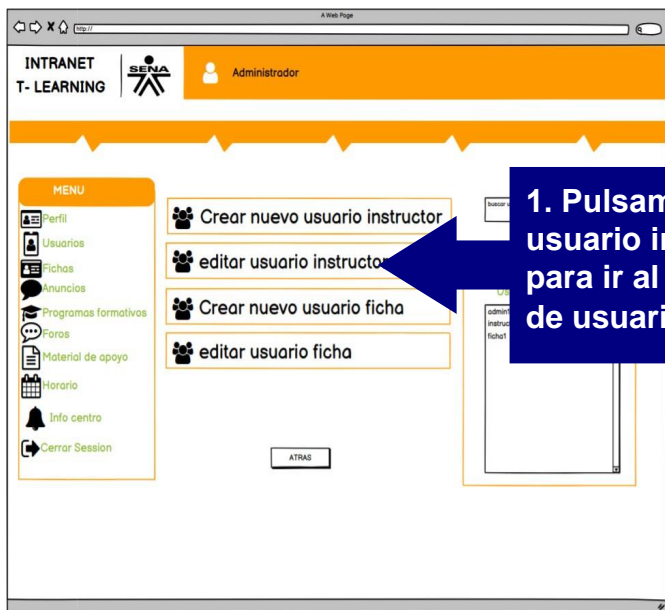 A Web Page
http://
INTRANET
T- LEARNING
SENA
Administrador
MENU
Perfil
Usuarios
Fichas
Anuncios
Programas formativos
Foros
Material de apoyo
Horario
Info centro
Cerrar Session
Crear nuevo usuario instructor
editar usuario instructor
Crear nuevo usuario ficha
editar usuario ficha
ATRAS
buscar
1. Pulsam
usuario i
para ir al
de usuari
Us
admin1
instruc
ficha1